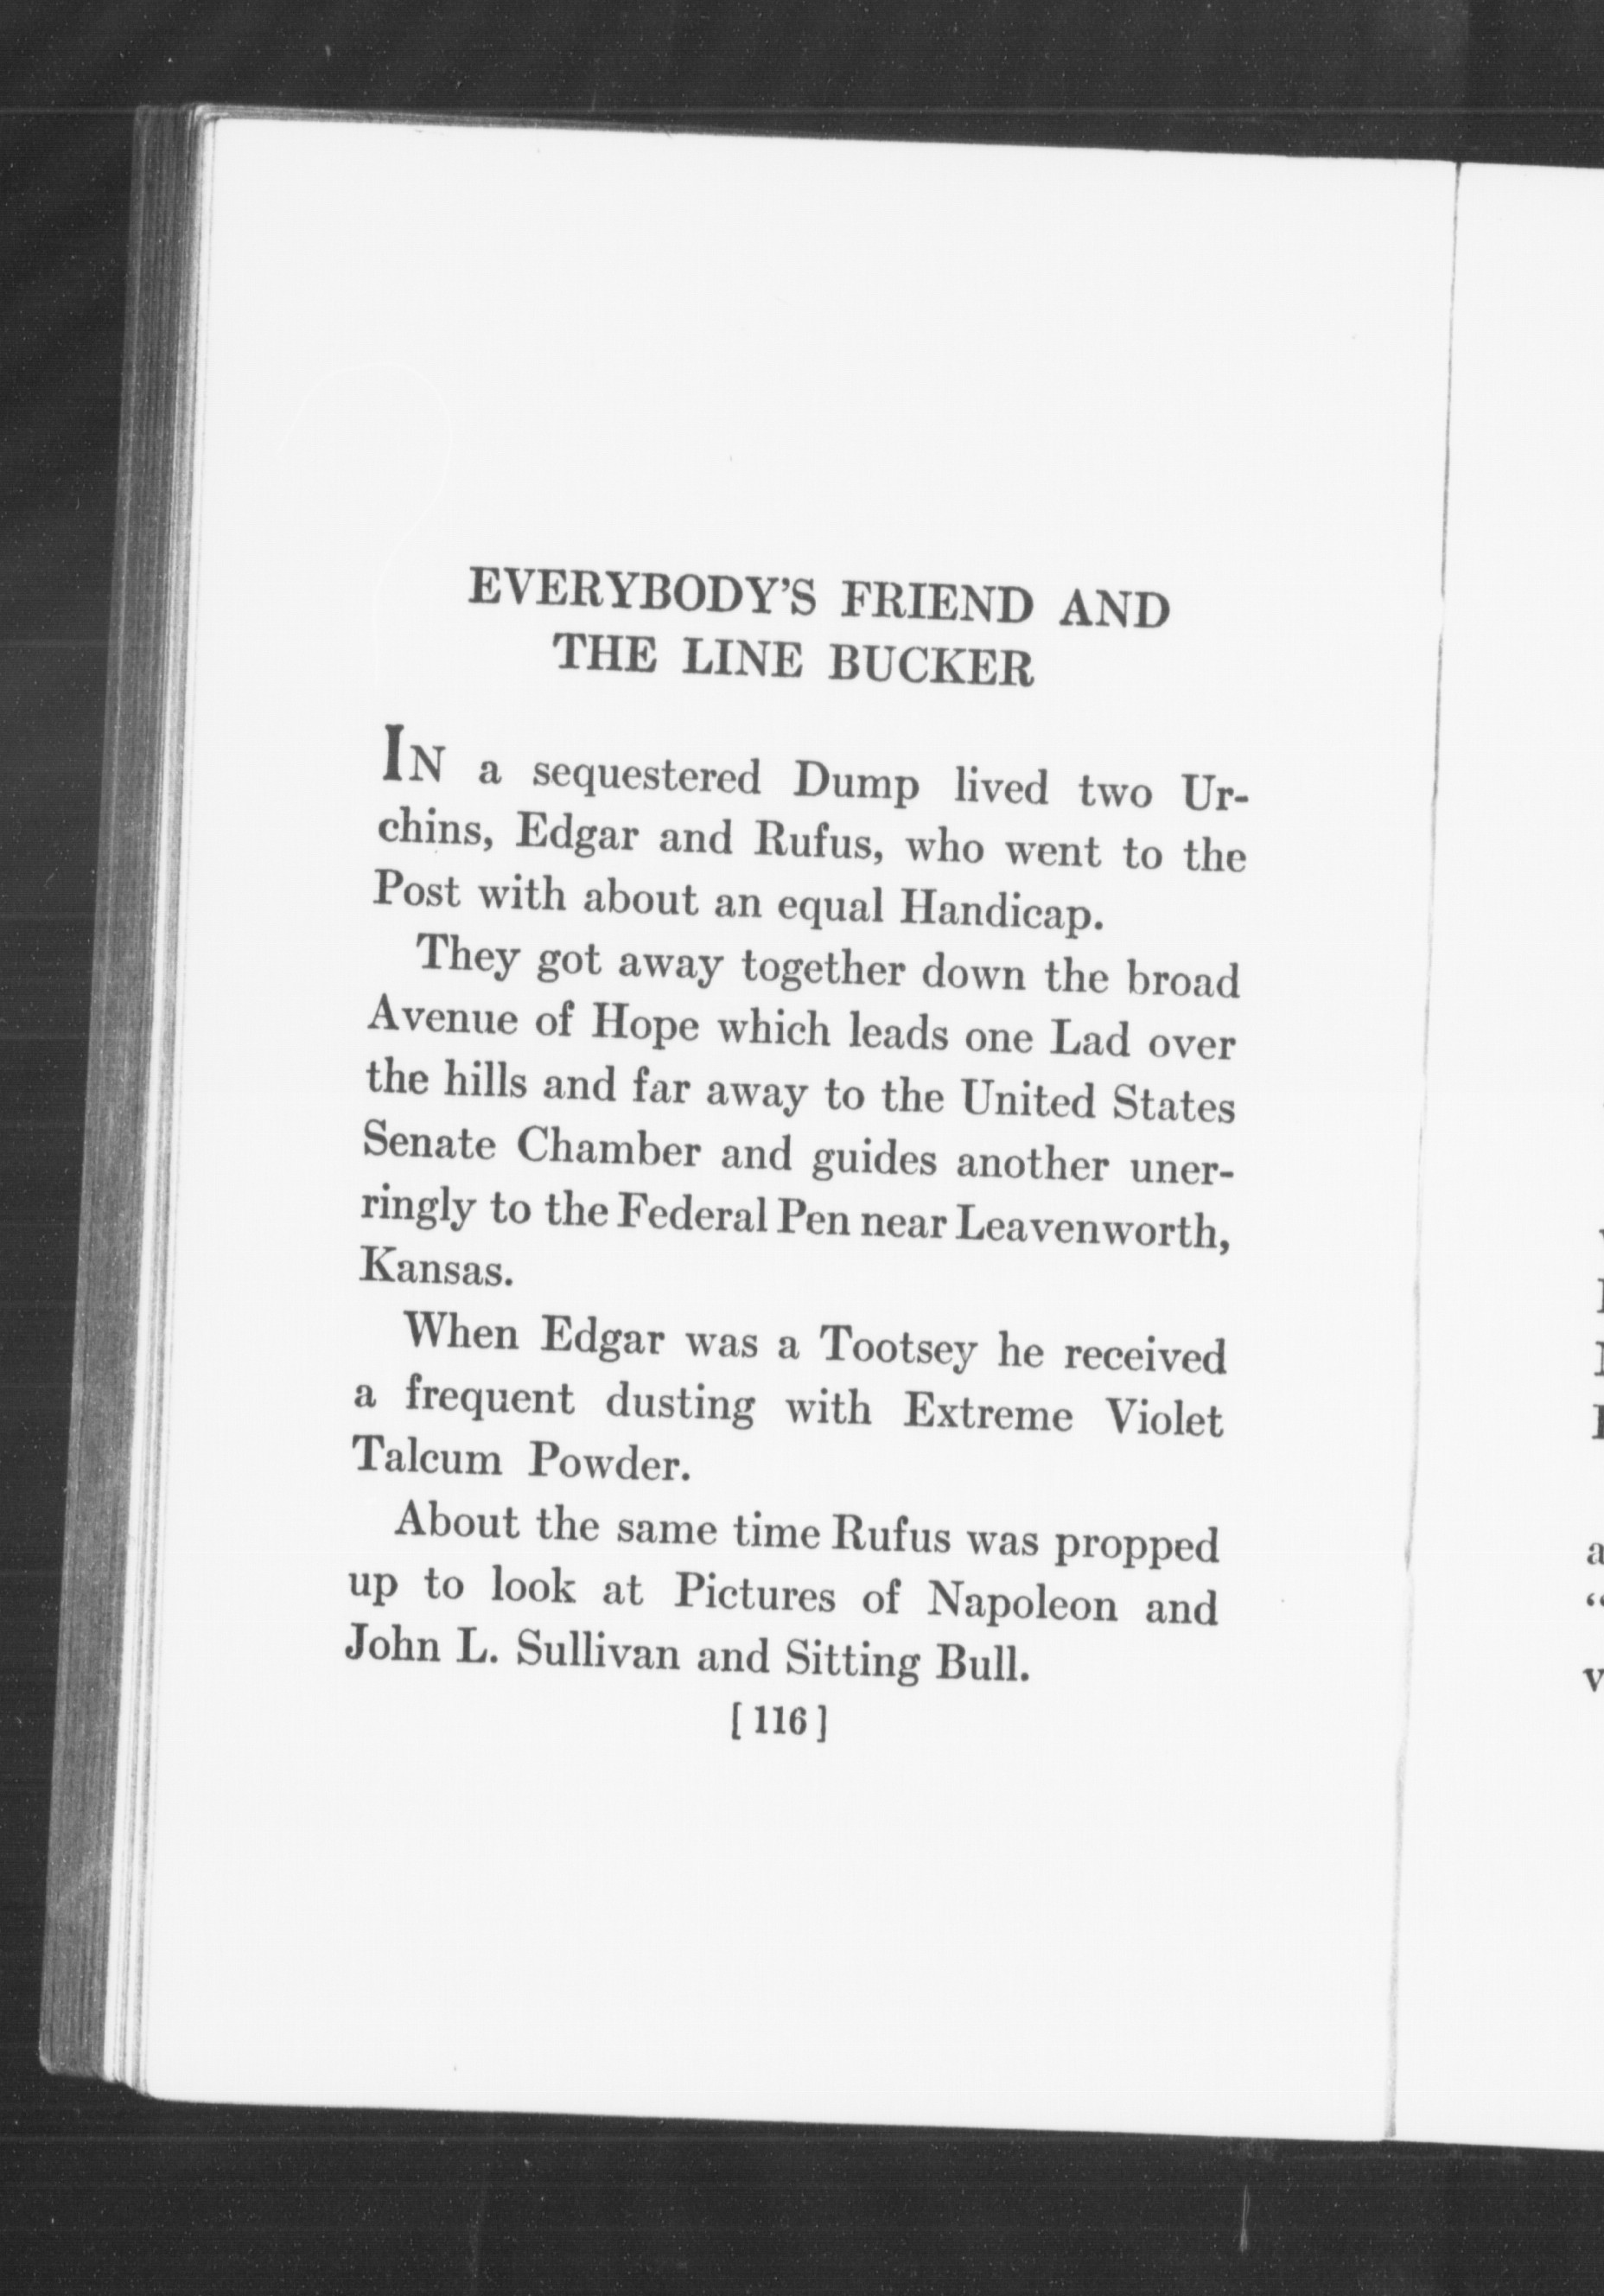 EVERYBODY'S FRIEND AND
THE LINE BUCKER
IN a sequestered Dump lived two Ur-
chins, Edgar and Rufus, who went to the
Post with about an equal Handicap.
They got away together down the broad
Avenue of Hope which leads one Lad over
the hills and far away to the United States
Senate Chamber and guides another uner-
ringly to the Federal Pen near Leavenworth,
Kansas.
When Edgar was a Tootsey he received
a frequent dusting with Extreme Violet
Talcum Powder.
About the same time Rufus was propped
up to look at Pictures of Napoleon and
John L. Sullivan and Sitting Bull.
[ 116 ]